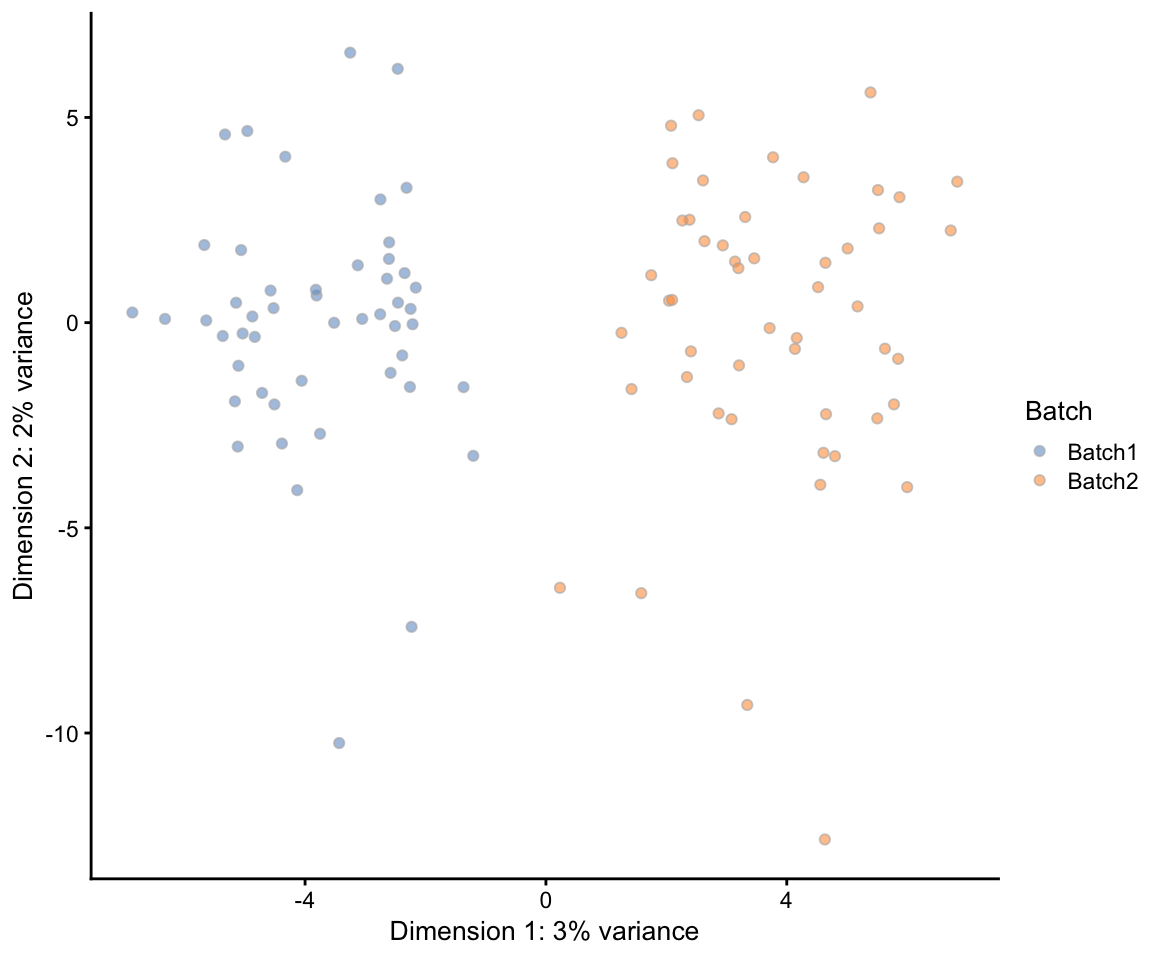 5
0
-5
-10
Dimension 2: 2% variance
-4
0
4
Dimension 1: 3% variance
Batch
Batch1
Batch2